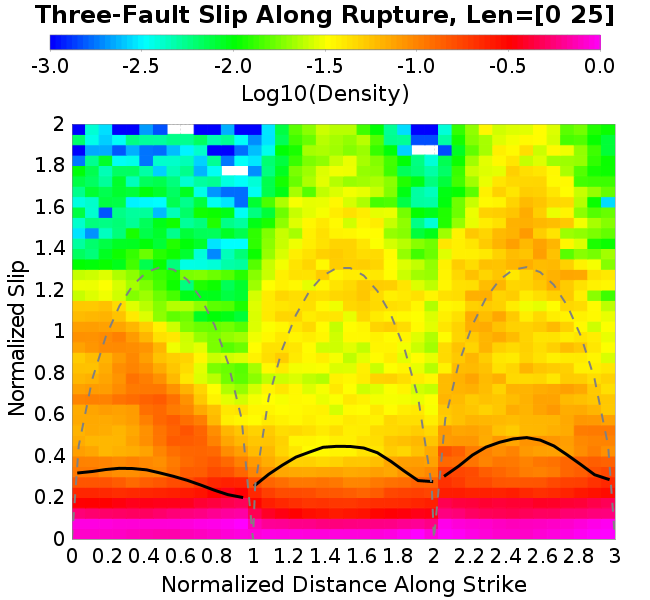 Three-Fault Slip Along Rupture, Len=[0 25]
-3.0 -2.5 -2.0 -1.5 -1.0 -0.5 0.0
Log10(Density)
Normalized Slip
2
1.8
1.6
1.4
1.2
1
0.8
0.6
0.4
0.2
0
0 0.2 0.4 0.6 0.8 1 1.2 1.4 1.6 1.8 2 2.2 2.4 2.6 2.8 3
Normalized Distance Along Strike